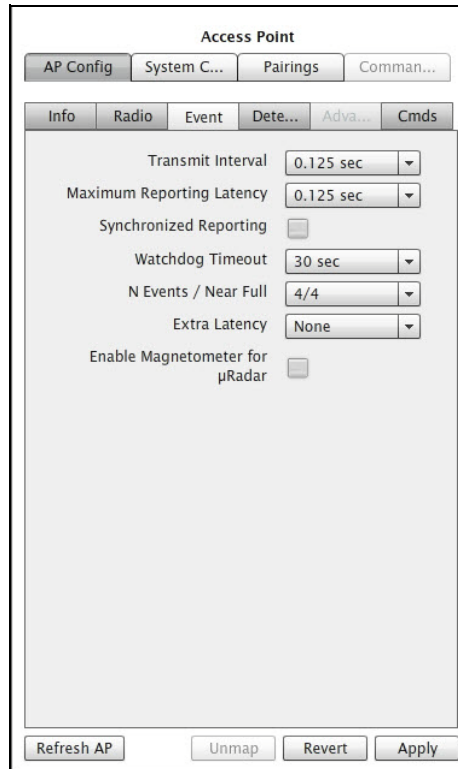 Access Point
AP Config System C... Pairings Comman...
Info Radio Event Dete... Adva... Cmds
Transmit Interval 0.125 sec
Maximum Reporting Latency 0.125 sec
Synchronized Reporting
Watchdog Timeout 30 sec
N Events / Near Full 4/4
Extra Latency None
Enable Magnetometer for
μRadar
Refresh AP Unmap Revert Apply